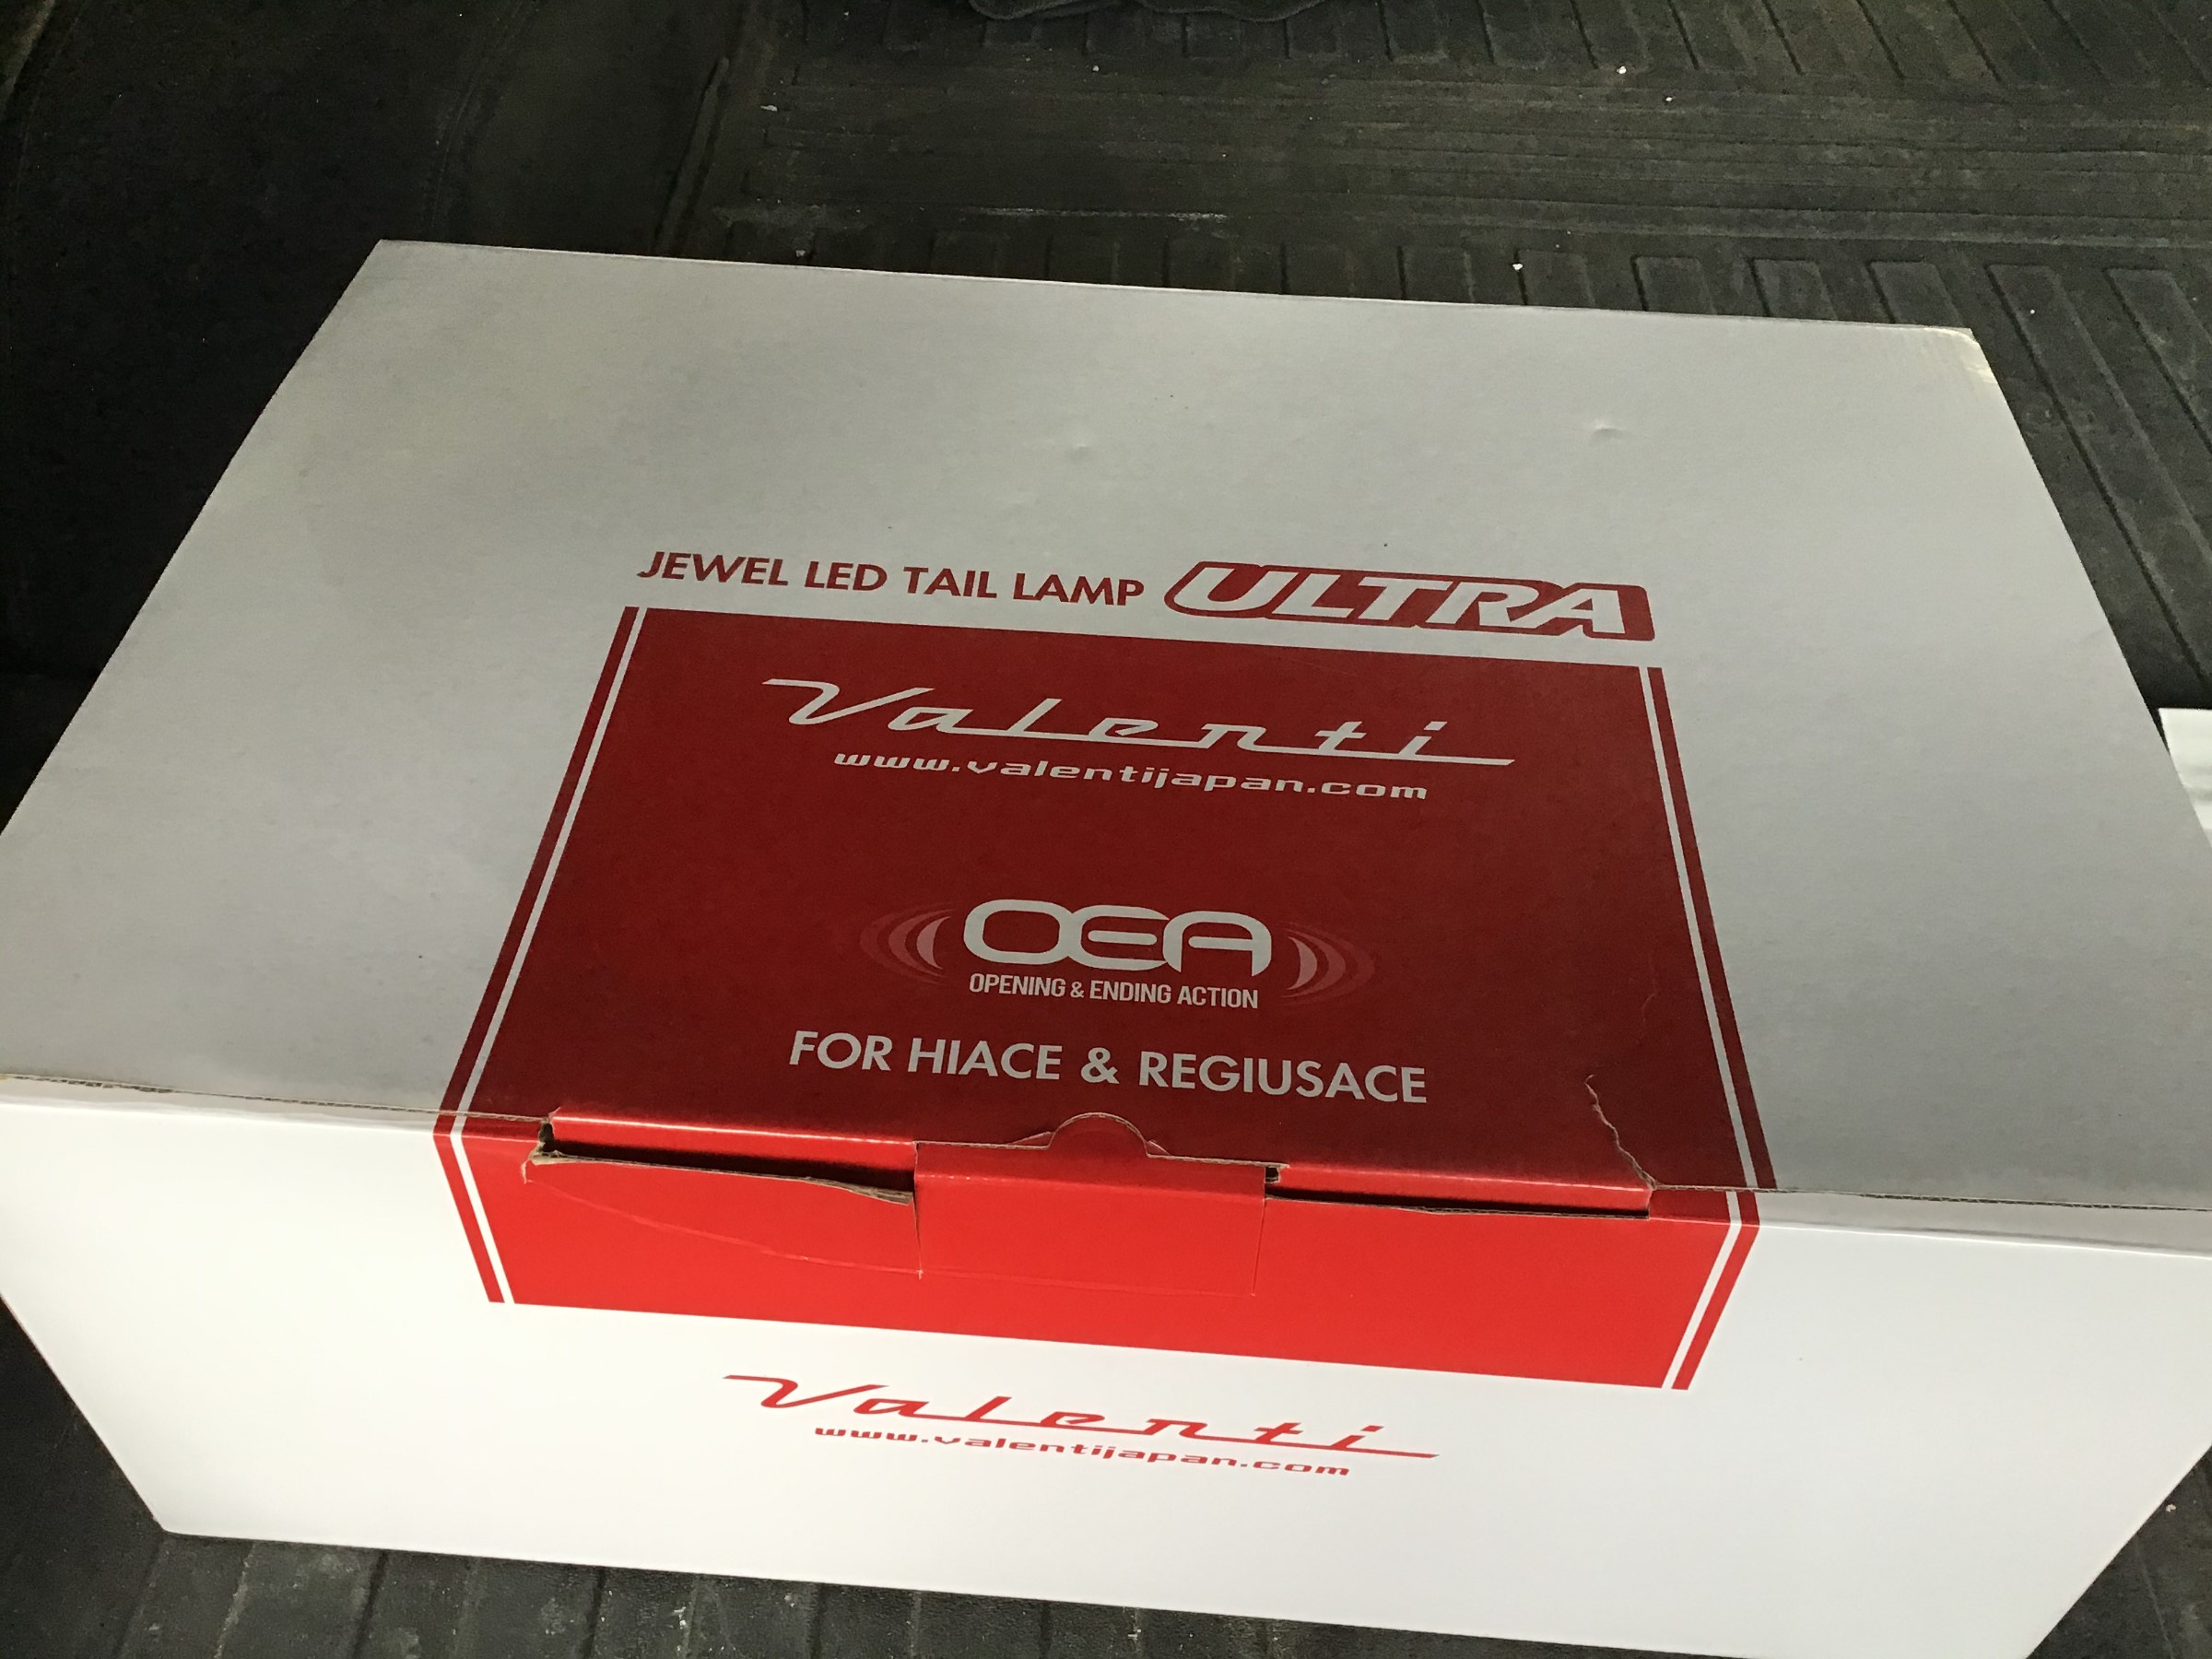 JEWEL LED TAIL LAMP ULTRA
Valenti
www.valentijapan.com
OEA
OPENING & ENDING ACTION
FOR HIACE & REGIUSACE
Valenti
www.valentijapan.com